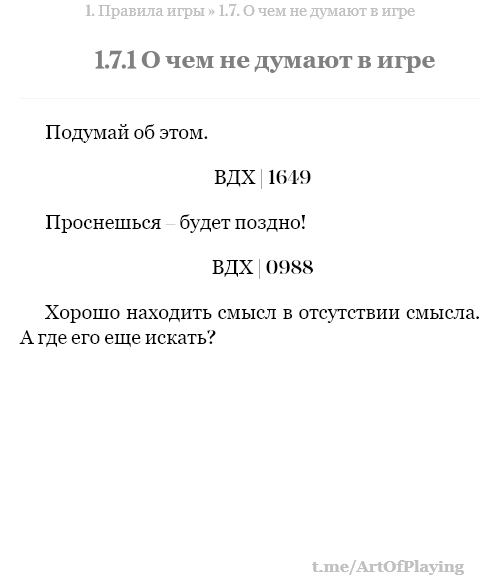 1. Правила игры » 1.7. О чем не думают в игре
1.7.1 О чем не думают в игре
Подумай об этом.
ВДХ | 1649
Проснешься – будет поздно!
ВДХ | 0988
Хорошо находить смысл в отсутствии смысла.
А где его еще искать?
t.me/ArtOfPlaying